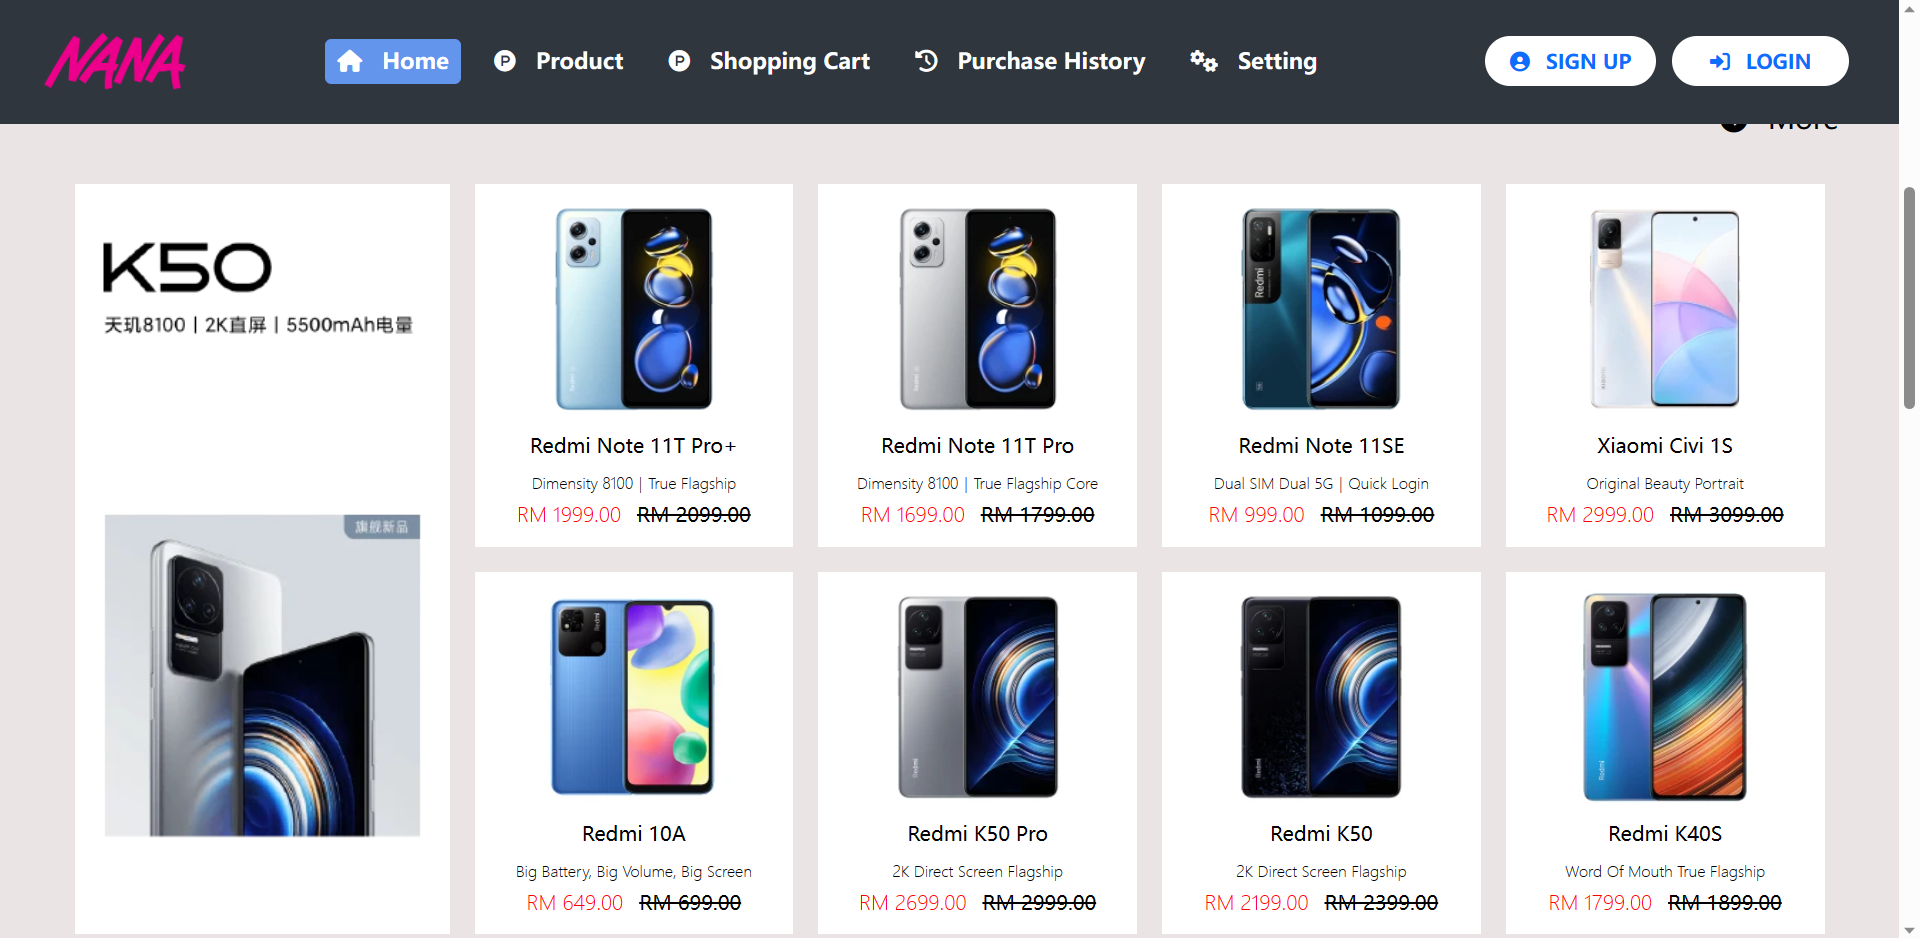 NANA
Home
Product
Shopping Cart
Purchase History
Setting
SIGN UP
LOGIN
More
K50
天玑8100 | 2K直屏 | 5500mAh电量
旗舰新品
Redmi Note 11T Pro+
Dimensity 8100 | True Flagship
RM 1999.00 RM 2099.00
Redmi Note 11T Pro
Dimensity 8100 | True Flagship Core
RM 1699.00 RM 1799.00
Redmi
Redmi Note 11SE
Dual SIM Dual 5G | Quick Login
RM 999.00 RM 1099.00
Xiaomi Civi 1S
Original Beauty Portrait
RM 2999.00 RM 3099.00
Redmi
Redmi 10A
Big Battery, Big Volume, Big Screen
RM 649.00 RM 699.00
Redmi
Redmi K50 Pro
2K Direct Screen Flagship
RM 2699.00 RM 2999.00
Redmi
Redmi K50
2K Direct Screen Flagship
RM 2199.00 RM 2399.00
Redmi
Redmi K40S
Word Of Mouth True Flagship
RM 1799.00 RM 1899.00